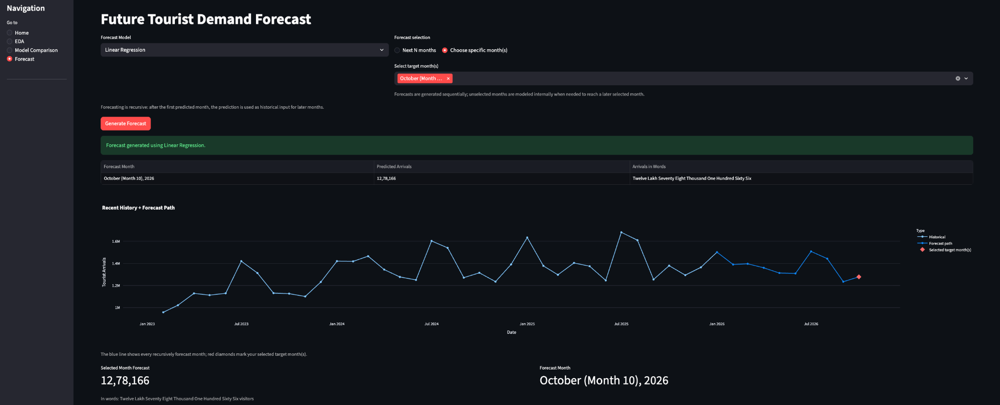 Navigation
Go to
Home
EDA
Model Comparison
Forecast
Future Tourist Demand Forecast
Forecast Model
Linear Regression
Forecast selection
Next N months
Choose specific month(s)
Select target month(s)
October (Month ...
Forecasts are generated sequentially; unselected months are modeled internally when needed to reach a later selected month.
Forecasting is recursive: after the first predicted month, the prediction is used as historical input for later months.
Generate Forecast
Forecast generated using Linear Regression.
Forecast Month Predicted Arrivals Arrivals in Words
October (Month 10), 2026 12,78,166 Twelve Lakh Seventy Eight Thousand One Hundred Sixty Six
Recent History + Forecast Path
Type
Historical
Forecast path
Selected target month(s)
Tourist Arrivals
1.6M
1.4M
1.2M
1M
Jan 2023 Jul 2023 Jan 2024 Jul 2024 Jan 2025 Jul 2025 Jan 2026 Jul 2026
Date
The blue line shows every recursively forecast month; red diamonds mark your selected target month(s).
Selected Month Forecast
12,78,166
Forecast Month
October (Month 10), 2026
In words: Twelve Lakh Seventy Eight Thousand One Hundred Sixty Six visitors